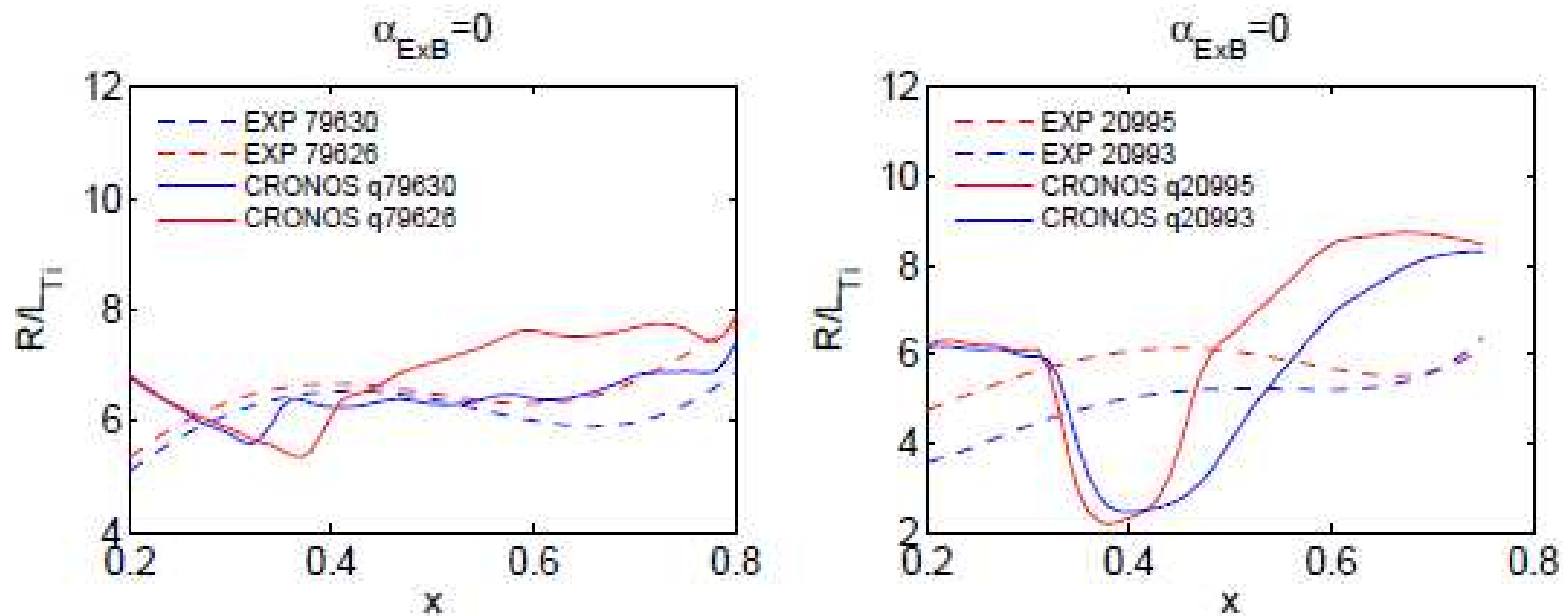 α_ExB=0
12
10
8
6
4
R/L_Ti
EXP 79630
EXP 79626
CRONOS q79630
CRONOS q79626
0.2 0.4 0.6 0.8
x
α_ExB=0
12
10
8
6
4
2
R/L_Ti
EXP 20995
EXP 20993
CRONOS q20995
CRONOS q20993
0.2 0.4 0.6 0.8
x